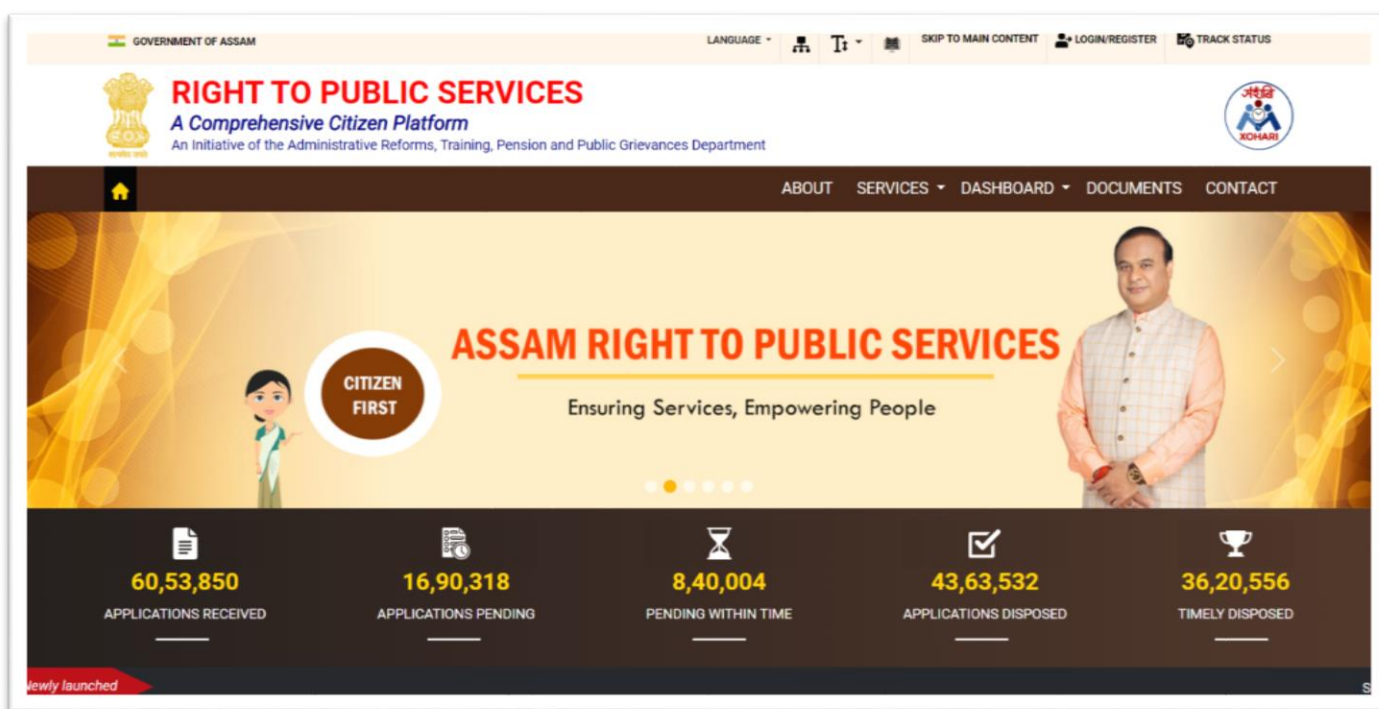 GOVERNMENT OF ASSAM
LANGUAGE
SKIP TO MAIN CONTENT
LOGIN/REGISTER
TRACK STATUS
RIGHT TO PUBLIC SERVICES
A Comprehensive Citizen Platform
An Initiative of the Administrative Reforms, Training, Pension and Public Grievances Department
XOHARI
ABOUT SERVICES DASHBOARD DOCUMENTS CONTACT
CITIZEN
FIRST
ASSAM RIGHT TO PUBLIC SERVICES
Ensuring Services, Empowering People
60,53,850
APPLICATIONS RECEIVED
16,90,318
APPLICATIONS PENDING
8,40,004
PENDING WITHIN TIME
43,63,532
APPLICATIONS DISPOSED
36,20,556
TIMELY DISPOSED
Newly launched
S